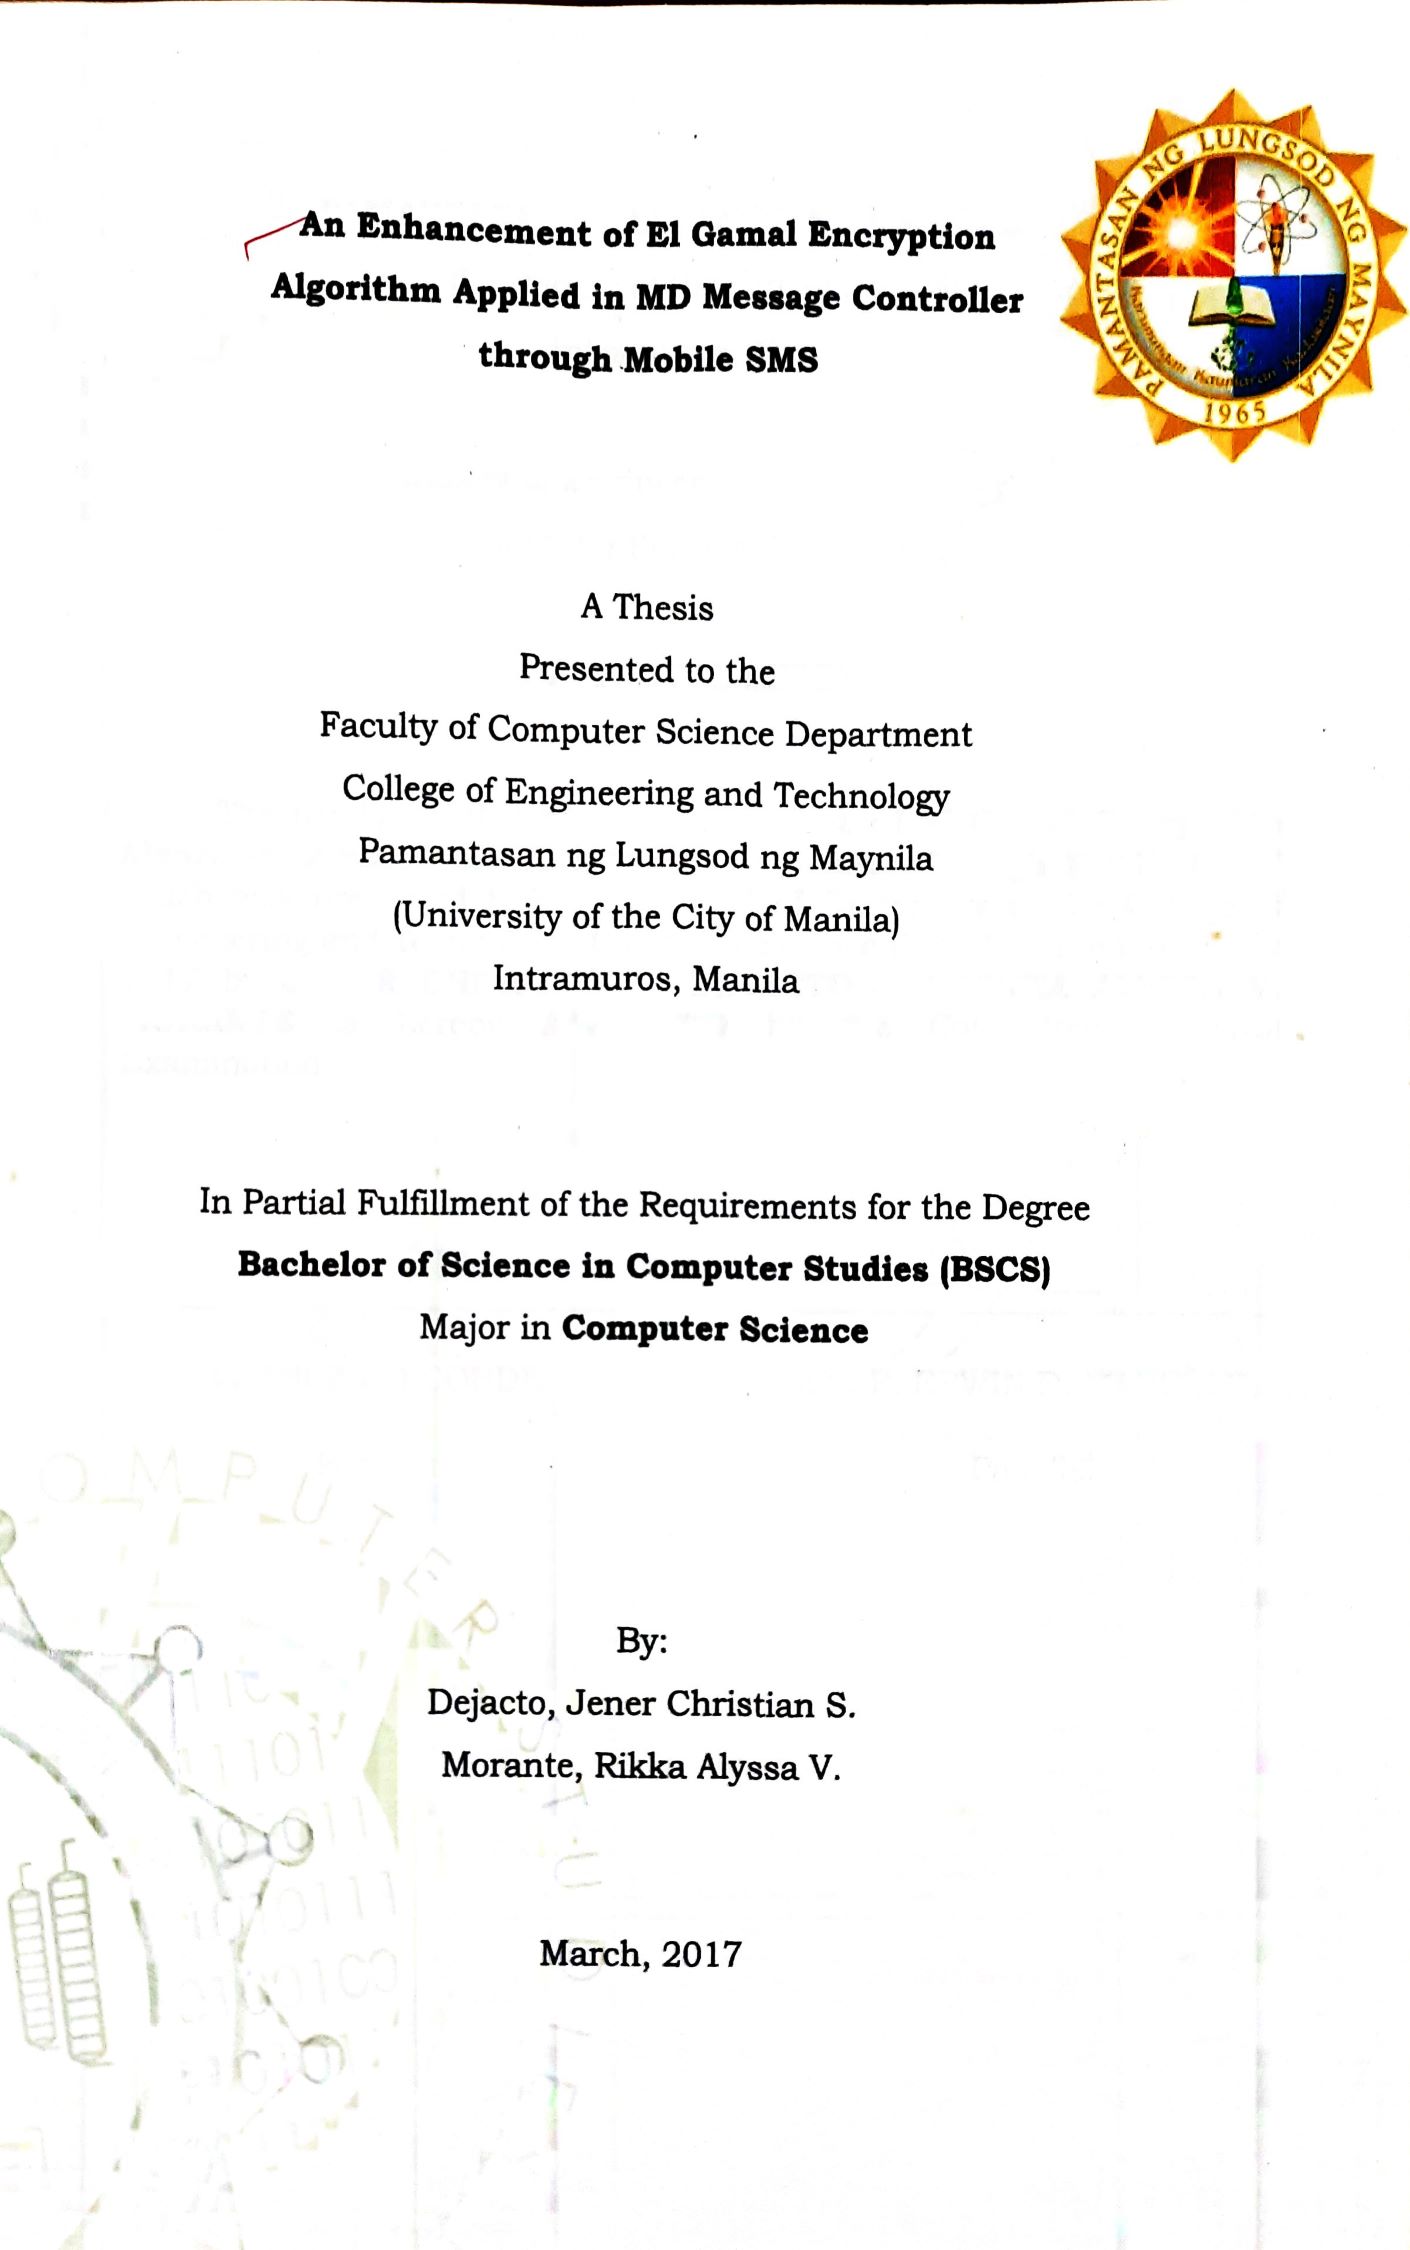 An Enhancement of El Gamal Encryption
Algorithm Applied in MD Message Controller
through Mobile SMS
PAMANTASAN NG LUNGSOD NG MAYNILA
1965
A Thesis
Presented to the
Faculty of Computer Science Department
College of Engineering and Technology
Pamantasan ng Lungsod ng Maynila
(University of the City of Manila)
Intramuros, Manila
In Partial Fulfillment of the Requirements for the Degree
Bachelor of Science in Computer Studies (BSCS)
Major in Computer Science
COMPUTER
By:
Dejacto, Jener Christian S.
Morante, Rikka Alyssa V.
March, 2017